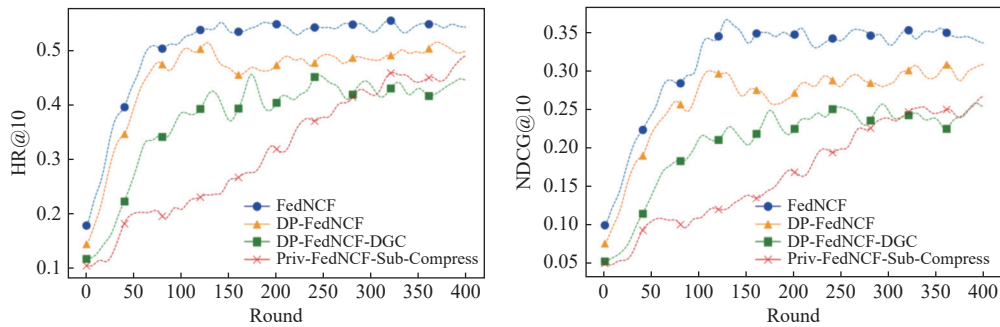 HR@10
0.5
0.4
0.3
0.2
0.1
FedNCF
DP-FedNCF
DP-FedNCF-DGC
Priv-FedNCF-Sub-Compress
0 50 100 150 200 250 300 350 400
Round
NDCG@10
0.35
0.30
0.25
0.20
0.15
0.10
0.05
FedNCF
DP-FedNCF
DP-FedNCF-DGC
Priv-FedNCF-Sub-Compress
0 50 100 150 200 250 300 350 400
Round